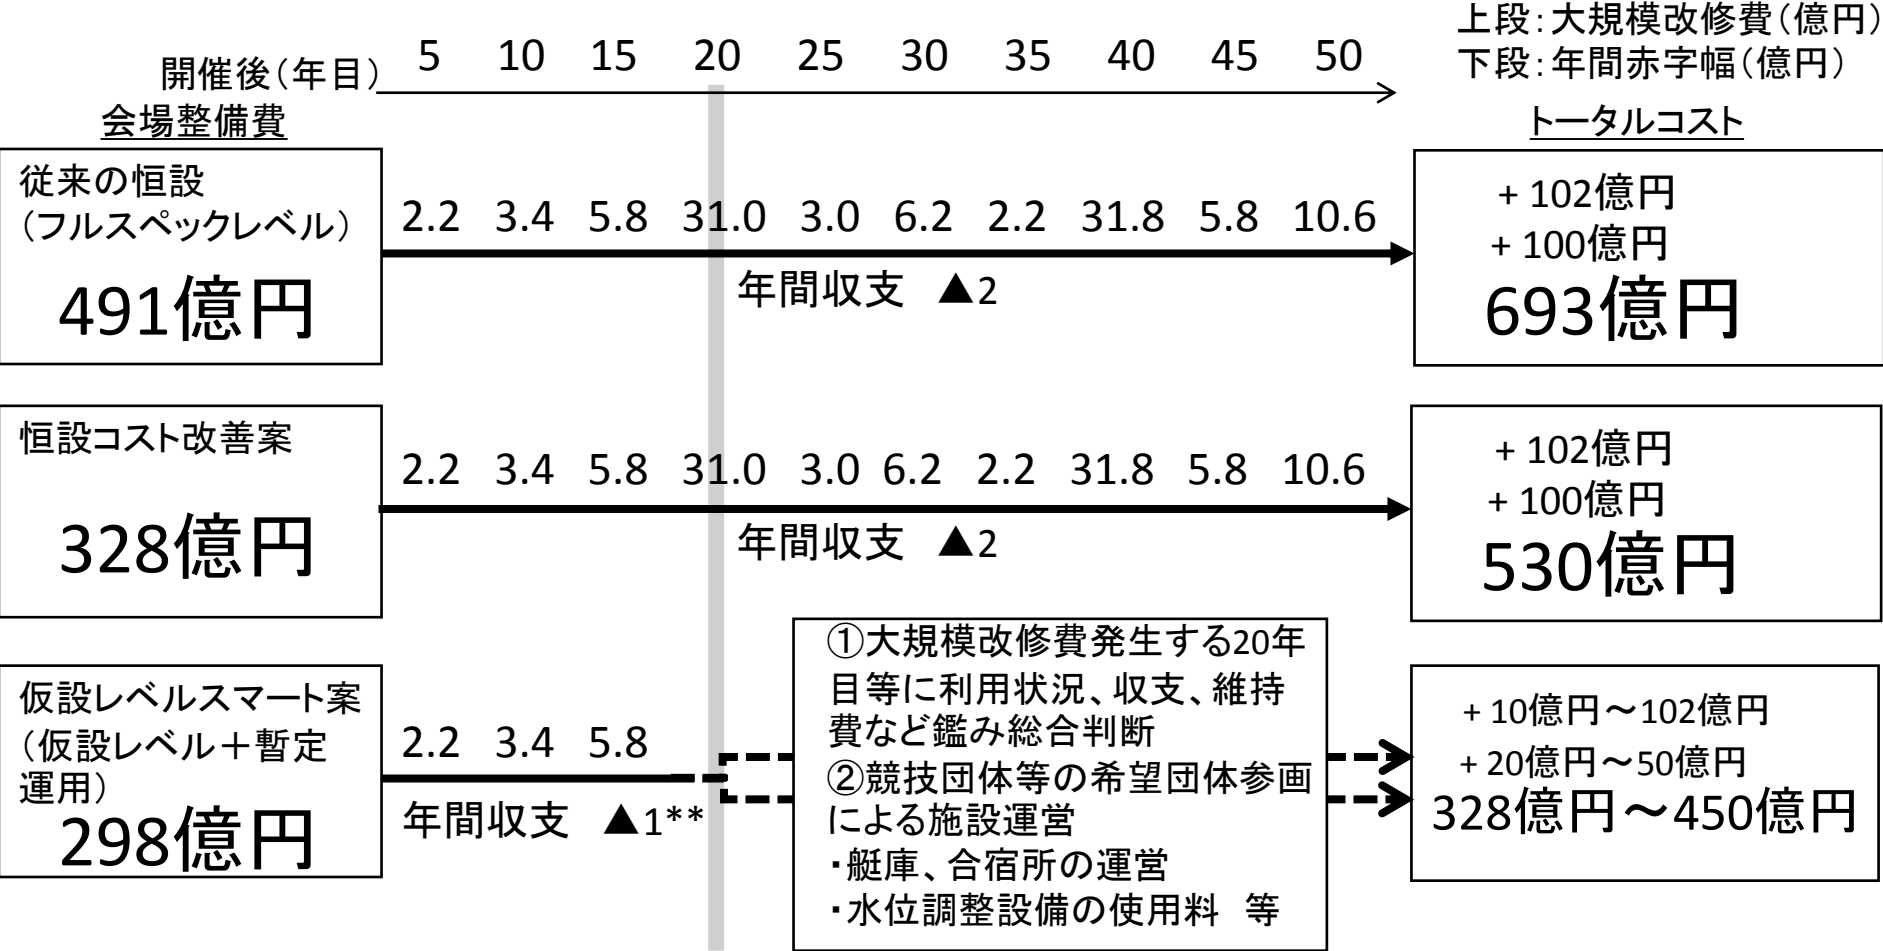 上段：大規模改修費（億円）
下段：年間赤字幅（億円）
開催後（年目） 5 10 15 20 25 30 35 40 45 50
会場整備費
トータルコスト
従来の恒設
（フルスペックレベル）
491億円
2.2 3.4 5.8 31.0 3.0 6.2 2.2 31.8 5.8 10.6
年間収支 ▲2
+ 102億円
+ 100億円
693億円
恒設コスト改善案
328億円
2.2 3.4 5.8 31.0 3.0 6.2 2.2 31.8 5.8 10.6
年間収支 ▲2
+ 102億円
+ 100億円
530億円
仮設レベルスマート案
（仮設レベル＋暫定
運用）
298億円
2.2 3.4 5.8
年間収支 ▲1**
①大規模改修費発生する20年
目等に利用状況、収支、維持
費など鑑み総合判断
②競技団体等の希望団体参画
による施設運営
・艇庫、合宿所の運営
・水位調整設備の使用料 等
+ 10億円～102億円
+ 20億円～50億円
328億円～450億円